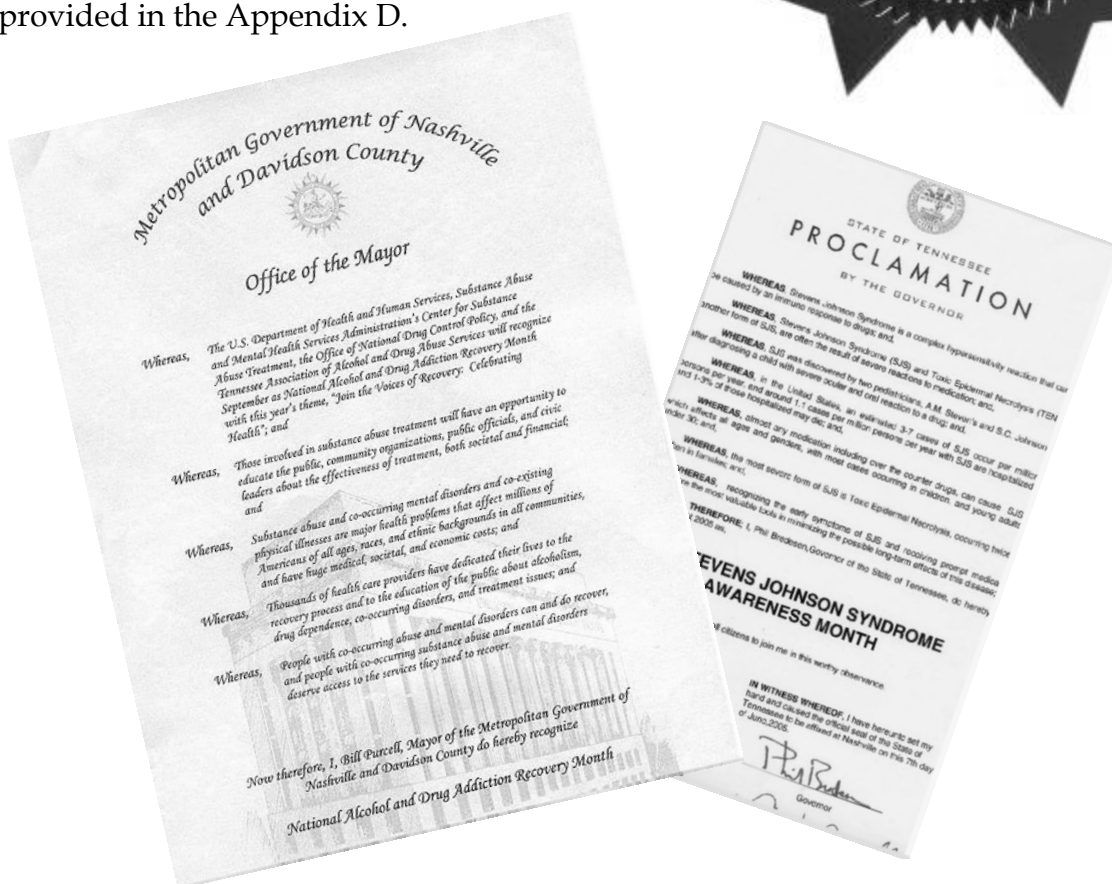 provided in the Appendix D.
Metropolitan Government of Nashville
and Davidson County
Office of the Mayor
Whereas, The U.S. Department of Health and Human Services, Substance Abuse
and Mental Health Services Administration's Center for Substance
Abuse Treatment, the Office of National Drug Control Policy, and the
Tennessee Association of Alcohol and Drug Abuse Services will recognize
September as National Alcohol and Drug Addiction Recovery Month
with this year's theme, "Join the Voices of Recovery: Celebrating
Health"; and
Whereas, Those involved in substance abuse treatment will have an opportunity to
educate the public, community organizations, public officials, and civic
leaders about the effectiveness of treatment, both societal and financial;
and
Whereas, Substance abuse and co-occurring mental disorders and co-existing
physical illnesses are major health problems that affect millions of
Americans of all ages, races, and ethnic backgrounds in all communities,
and have huge medical, societal, and economic costs; and
Whereas, Thousands of health care providers have dedicated their lives to the
recovery process and to the education of the public about alcoholism,
drug dependence, co-occurring disorders, and treatment issues; and
Whereas, People with co-occurring abuse and mental disorders can and do recover,
and people with co-occurring substance abuse and mental disorders
deserve access to the services they need to recover.
Now therefore, I, Bill Purcell, Mayor of the Metropolitan Government of
Nashville and Davidson County do hereby recognize
National Alcohol and Drug Addiction Recovery Month
STATE OF TENNESSEE
PROCLAMATION
BY THE GOVERNOR
WHEREAS, Stevens Johnson Syndrome is a complex hypersensitivity reaction that
be caused by an immuno response to drugs; and,
WHEREAS, Stevens Johnson Syndrome (SJS) and Toxic Epidermal Necrolysis (TEN
another form of SJS, are often the result of severe reactions to medication; and,
WHEREAS, SJS was discovered by two pediatricians, A.M. Stevens and S.C. Johnson
after diagnosing a child with severe ocular and oral reaction to a drug; and,
WHEREAS, in the United States, an estimated 3-7 cases of SJS occur per
persons per year, and around 1.1 cases per million persons per year with SJS are hospitalized
and 1-3% of those hospitalized may die; and,
WHEREAS, almost any medication including over the counter drugs, can cause SJS
which affects all ages and genders, with most cases occurring in children, and young adults
under 30; and,
WHEREAS, the most severe form of SJS is Toxic Epidermal Necrolysis, occurring twice
in families; and,
WHEREAS, recognizing the early symptoms of SJS and receiving prompt
the most valuable tools in minimizing the possible long-term effects of this disease;
THEREFORE, I, Phil Bredesen, Governor of the State of Tennessee, do hereby
2005 as,
EVENS JOHNSON SYNDROME
AWARENESS MONTH
all citizens to join me in this worthy observance.
IN WITNESS WHEREOF, I have hereunto set my
hand and caused the official seal of the State of
Tennessee to be affixed at Nashville on this 7th day
of June, 2005.
Governor